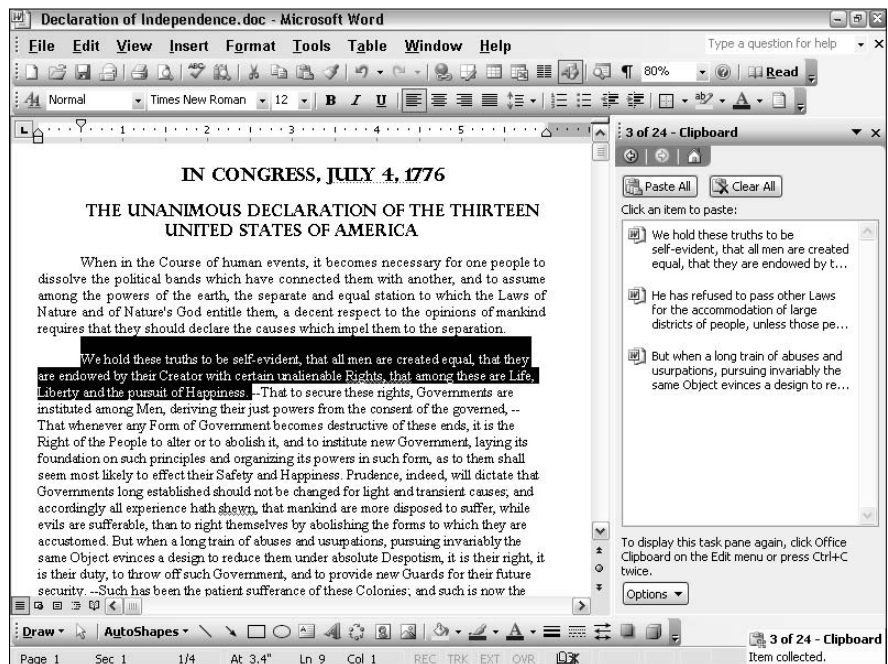 Declaration of Independence.doc - Microsoft Word
File Edit View Insert Format Tools Table Window Help Type a question for help
80% Read
Normal Times New Roman 12 B I U
1 2 3 4 5
IN CONGRESS, JULY 4, 1776
THE UNANIMOUS DECLARATION OF THE THIRTEEN
UNITED STATES OF AMERICA
When in the Course of human events, it becomes necessary for one people to
dissolve the political bands which have connected them with another, and to assume
among the powers of the earth, the separate and equal station to which the Laws of
Nature and of Nature's God entitle them, a decent respect to the opinions of mankind
requires that they should declare the causes which impel them to the separation.
We hold these truths to be self-evident, that all men are created equal, that they
are endowed by their Creator with certain unalienable Rights, that among these are Life,
Liberty and the pursuit of Happiness. --That to secure these rights, Governments are
instituted among Men, deriving their just powers from the consent of the governed, --
That whenever any Form of Government becomes destructive of these ends, it is the
Right of the People to alter or to abolish it, and to institute new Government, laying its
foundation on such principles and organizing its powers in such form, as to them shall
seem most likely to effect their Safety and Happiness. Prudence, indeed, will dictate that
Governments long established should not be changed for light and transient causes; and
accordingly all experience hath shewn, that mankind are more disposed to suffer, while
evils are sufferable, than to right themselves by abolishing the forms to which they are
accustomed. But when a long train of abuses and usurpations, pursuing invariably the
same Object evinces a design to reduce them under absolute Despotism, it is their right, it
is their duty, to throw off such Government, and to provide new Guards for their future
security. --Such has been the patient sufferance of these Colonies; and such is now the
3 of 24 - Clipboard
Paste All Clear All
Click an item to paste:
We hold these truths to be
self-evident, that all men are created
equal, that they are endowed by t...
He has refused to pass other Laws
for the accommodation of large
districts of people, unless those pe...
But when a long train of abuses and
usurpations, pursuing invariably the
same Object evinces a design to re...
To display this task pane again, click Office
Clipboard on the Edit menu or press Ctrl+C
twice.
Options
Draw AutoShapes
Page 1 Sec 1 1/4 At 3.4" Ln 9 Col 1 REC TRK EXT OVR
3 of 24 - Clipboard
Item collected.